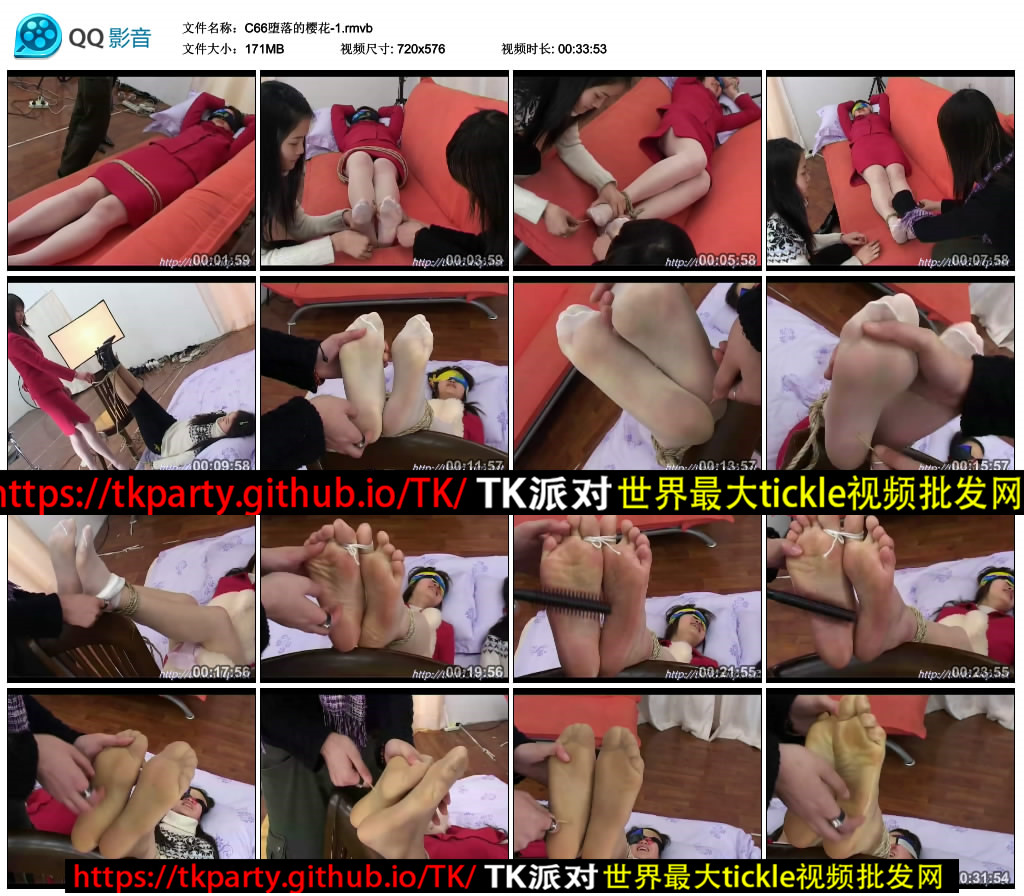 QQ影音
文件名称: C66堕落的樱花-1.rmvb
文件大小: 171MB 视频尺寸: 720x576 视频时长: 00:33:53
00:01:59 00:03:59 00:05:58 00:07:58
00:09:58 00:11:57 00:13:57 00:15:57
https://tkparty.github.io/TK/ TK派对 世界最大tickle视频批发网
00:17:56 00:19:56 00:21:55 00:23:55
0:31:54
https://tkparty.github.io/TK/ TK派对 世界最大tickle视频批发网